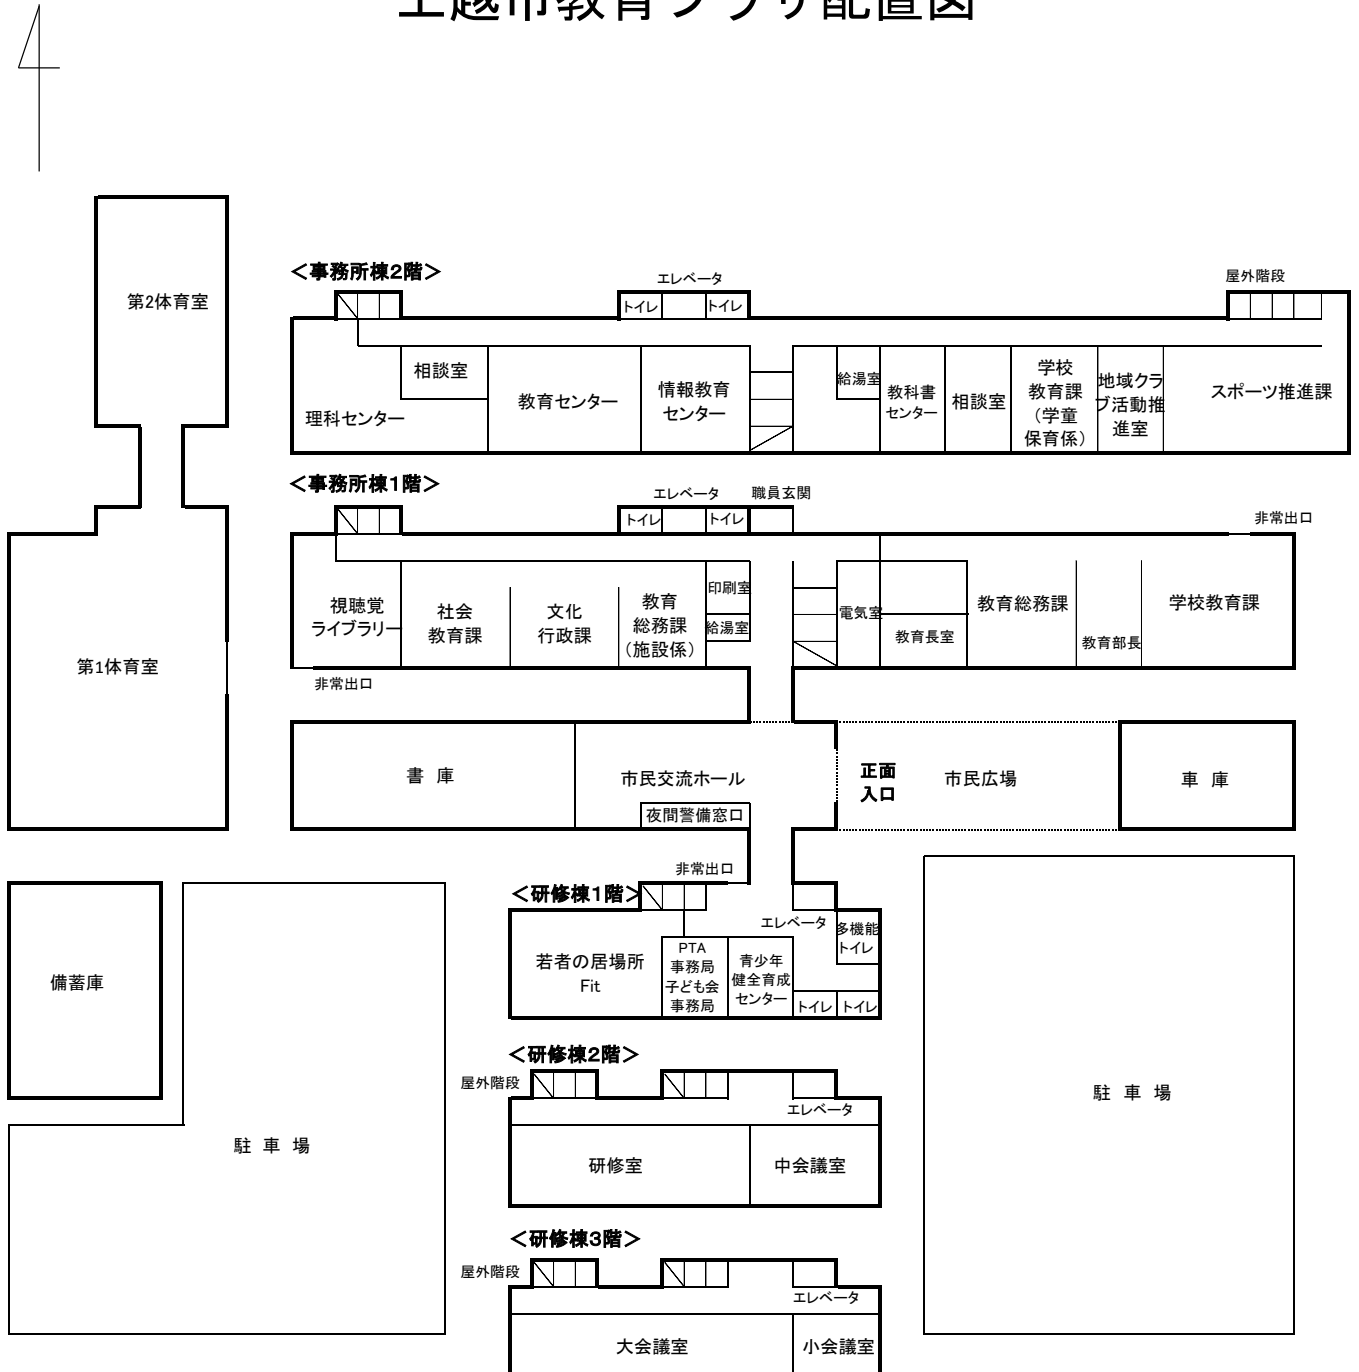 上越市教育プラザ配置図
＜事務所棟2階＞
エレベータ
屋外階段
第2体育室
トイレ
トイレ
相談室
理科センター
教育センター
情報教育
センター
給湯室
教科書
センター
相談室
学校
教育課
（学童
保育係）
地域クラ
ブ活動推
進室
スポーツ推進課
＜事務所棟1階＞
エレベータ
職員玄関
非常出口
トイレ
トイレ
視聴覚
ライブラリー
社会
教育課
文化
行政課
教育
総務課
（施設係）
印刷室
給湯室
電気室
教育長室
教育総務課
教育部長
学校教育課
第1体育室
非常出口
書 庫
市民交流ホール
夜間警備窓口
正面
入口
市民広場
車 庫
非常出口
＜研修棟1階＞
エレベータ
多機能
トイレ
若者の居場所
Fit
PTA
事務局
子ども会
事務局
青少年
健全育成
センター
トイレ
トイレ
備蓄庫
＜研修棟2階＞
屋外階段
エレベータ
研修室
中会議室
駐 車 場
駐 車 場
＜研修棟3階＞
屋外階段
エレベータ
大会議室
小会議室